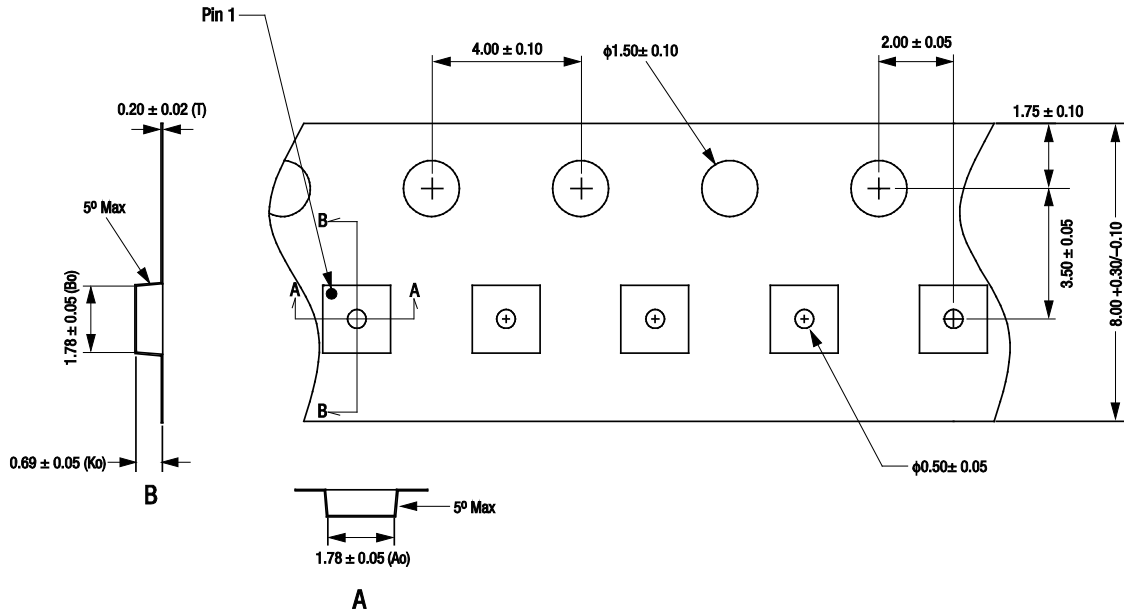 Pin 1
4.00 ± 0.10
ϕ1.50± 0.10
2.00 ± 0.05
0.20 ± 0.02 (T)
1.75 ± 0.10
5º Max
B
A
A
1.78 ± 0.05 (Bo)
3.50 ± 0.05
8.00 +0.30/–0.10
B
0.69 ± 0.05 (Ko)
ϕ0.50± 0.05
B
5º Max
1.78 ± 0.05 (Ao)
A